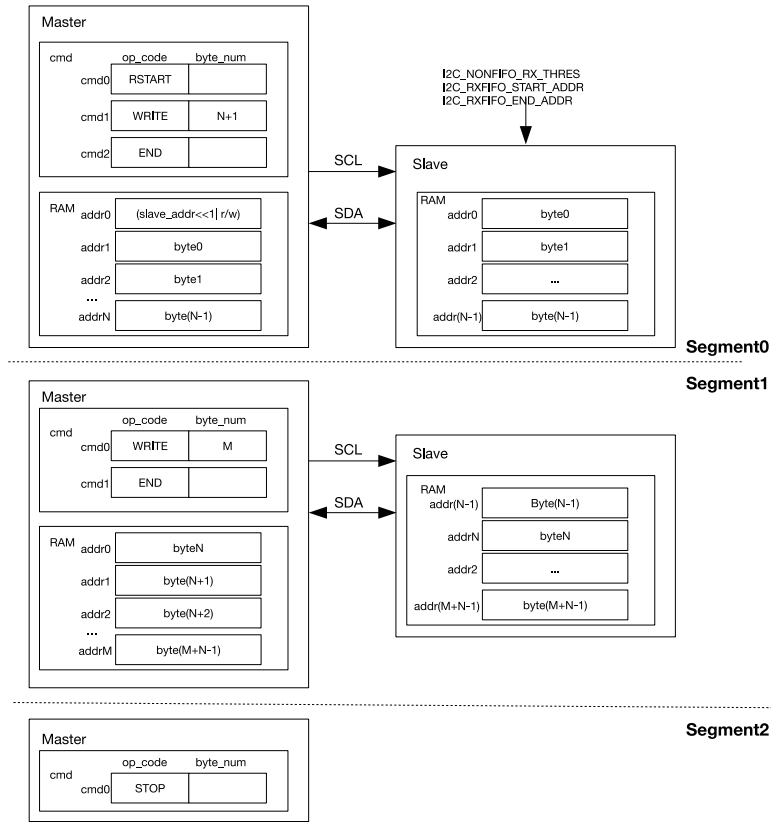 Master
cmd op_code byte_num
cmd0 RSTART
cmd1 WRITE N+1
cmd2 END
RAM
addr0 (slave_addr<<1| r/w)
addr1 byte0
addr2 byte1
...
addrN byte(N-1)
SCL
SDA
I2C_NONFIFO_RX_THRES
I2C_RXFIFO_START_ADDR
I2C_RXFIFO_END_ADDR
Slave
RAM
addr0 byte0
addr1 byte1
addr2 ...
addr(N-1) byte(N-1)
Segment0
Segment1
Master
op_code byte_num
cmd
cmd0 WRITE M
cmd1 END
RAM
addr0 byteN
addr1 byte(N+1)
addr2 byte(N+2)
...
addrM byte(M+N-1)
SCL
SDA
Slave
RAM
addr(N-1) Byte(N-1)
addrN byteN
addr2 ...
addr(M+N-1) byte(M+N-1)
Segment2
Master
op_code byte_num
cmd
cmd0 STOP